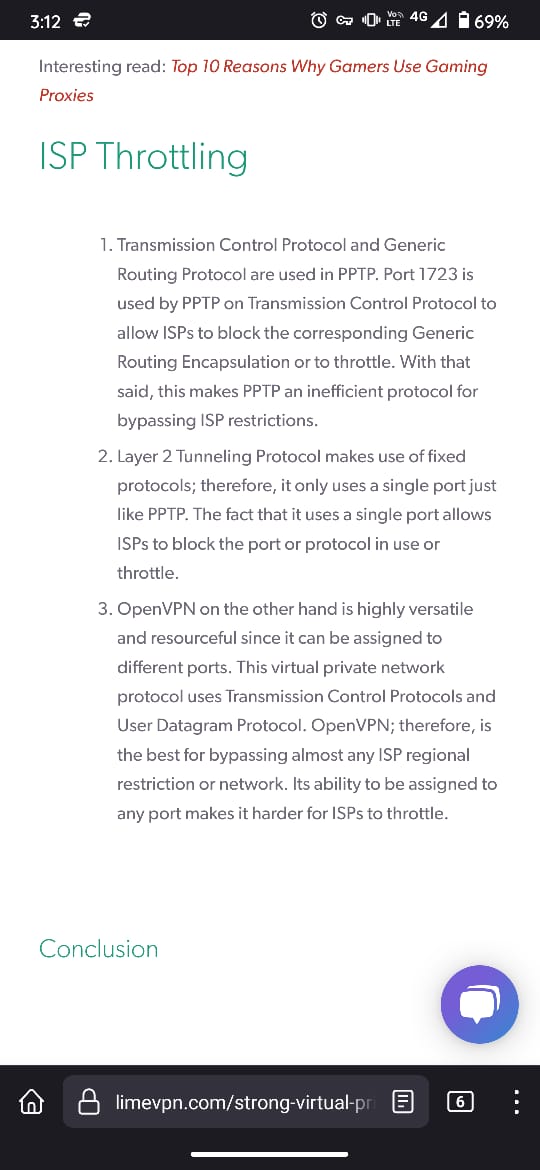 3:12
Vo))
LTE
4G
69%
Interesting read: Top 10 Reasons Why Gamers Use Gaming
Proxies
ISP Throttling
1. Transmission Control Protocol and Generic
Routing Protocol are used in PPTP. Port 1723 is
used by PPTP on Transmission Control Protocol to
allow ISPs to block the corresponding Generic
Routing Encapsulation or to throttle. With that
said, this makes PPTP an inefficient protocol for
bypassing ISP restrictions.
2. Layer 2 Tunneling Protocol makes use of fixed
protocols; therefore, it only uses a single port just
like PPTP. The fact that it uses a single port allows
ISPs to block the port or protocol in use or
throttle.
3. OpenVPN on the other hand is highly versatile
and resourceful since it can be assigned to
different ports. This virtual private network
protocol uses Transmission Control Protocols and
User Datagram Protocol. OpenVPN; therefore, is
the best for bypassing almost any ISP regional
restriction or network. Its ability to be assigned to
any port makes it harder for ISPs to throttle.
Conclusion
limevpn.com/strong-virtual-pr
6